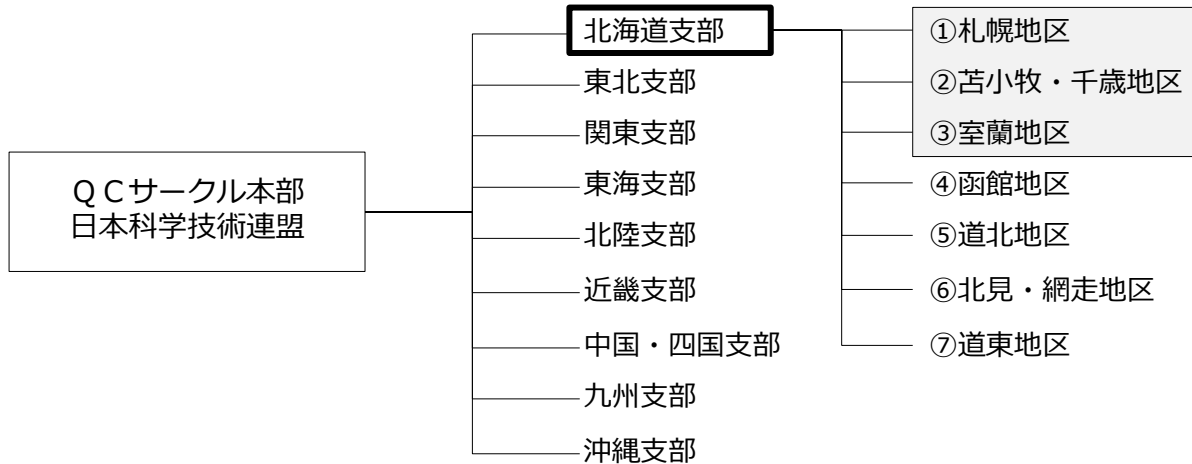 ＱＣサークル本部
日本科学技術連盟
北海道支部
東北支部
関東支部
東海支部
北陸支部
近畿支部
中国・四国支部
九州支部
沖縄支部
①札幌地区
②苫小牧・千歳地区
③室蘭地区
④函館地区
⑤道北地区
⑥北見・網走地区
⑦道東地区